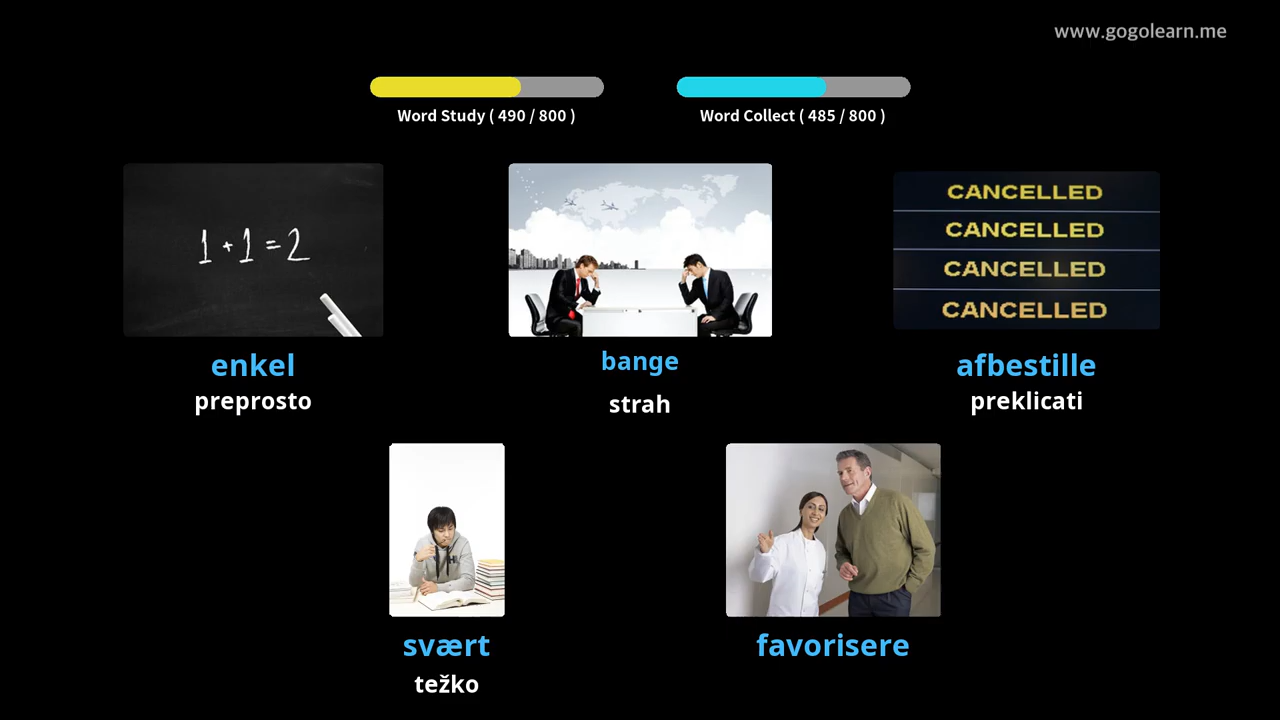 www.gogolearn.me
Word Study ( 490 / 800 )
Word Collect ( 485 / 800 )
1 + 1 = 2
CANCELLED
CANCELLED
CANCELLED
CANCELLED
enkel
preprosto
bange
strah
afbestille
preklicati
svært
težko
favorisere